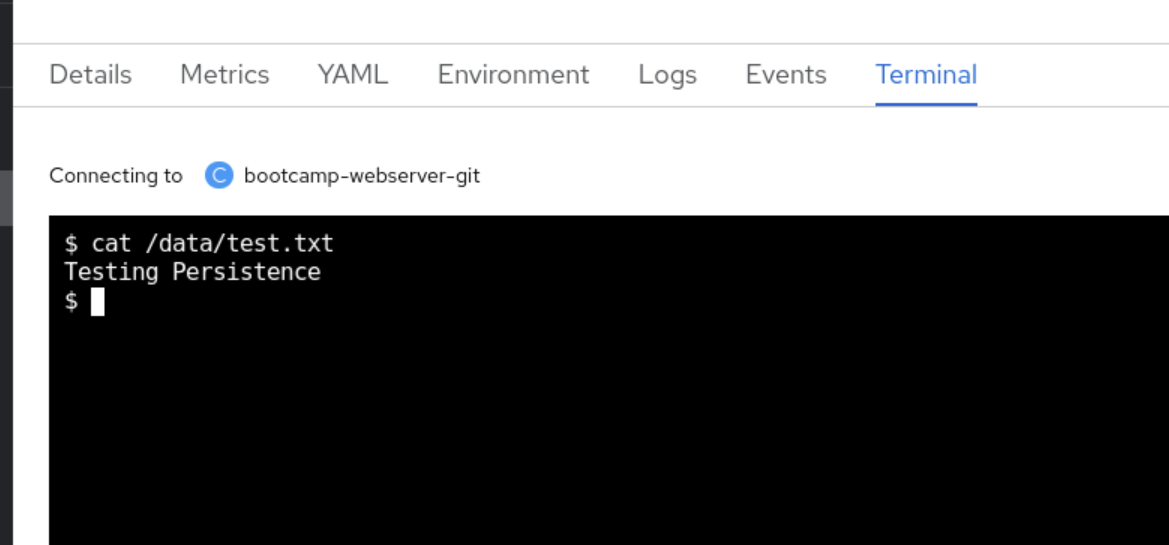 Details Metrics YAML Environment Logs Events Terminal
Connecting to C bootcamp-webserver-git
$ cat /data/test.txt
Testing Persistence
$